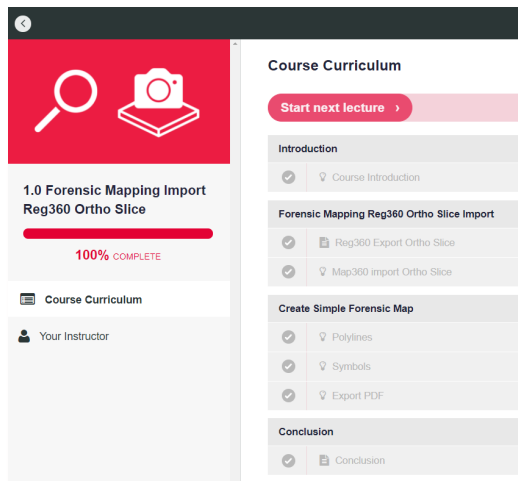 1.0 Forensic Mapping Import
Reg360 Ortho Slice
100% COMPLETE
Course Curriculum
Your Instructor
Course Curriculum
Start next lecture ›
Introduction
Course Introduction
Forensic Mapping Reg360 Ortho Slice Import
Reg360 Export Ortho Slice
Map360 import Ortho Slice
Create Simple Forensic Map
Polylines
Symbols
Export PDF
Conclusion
Conclusion